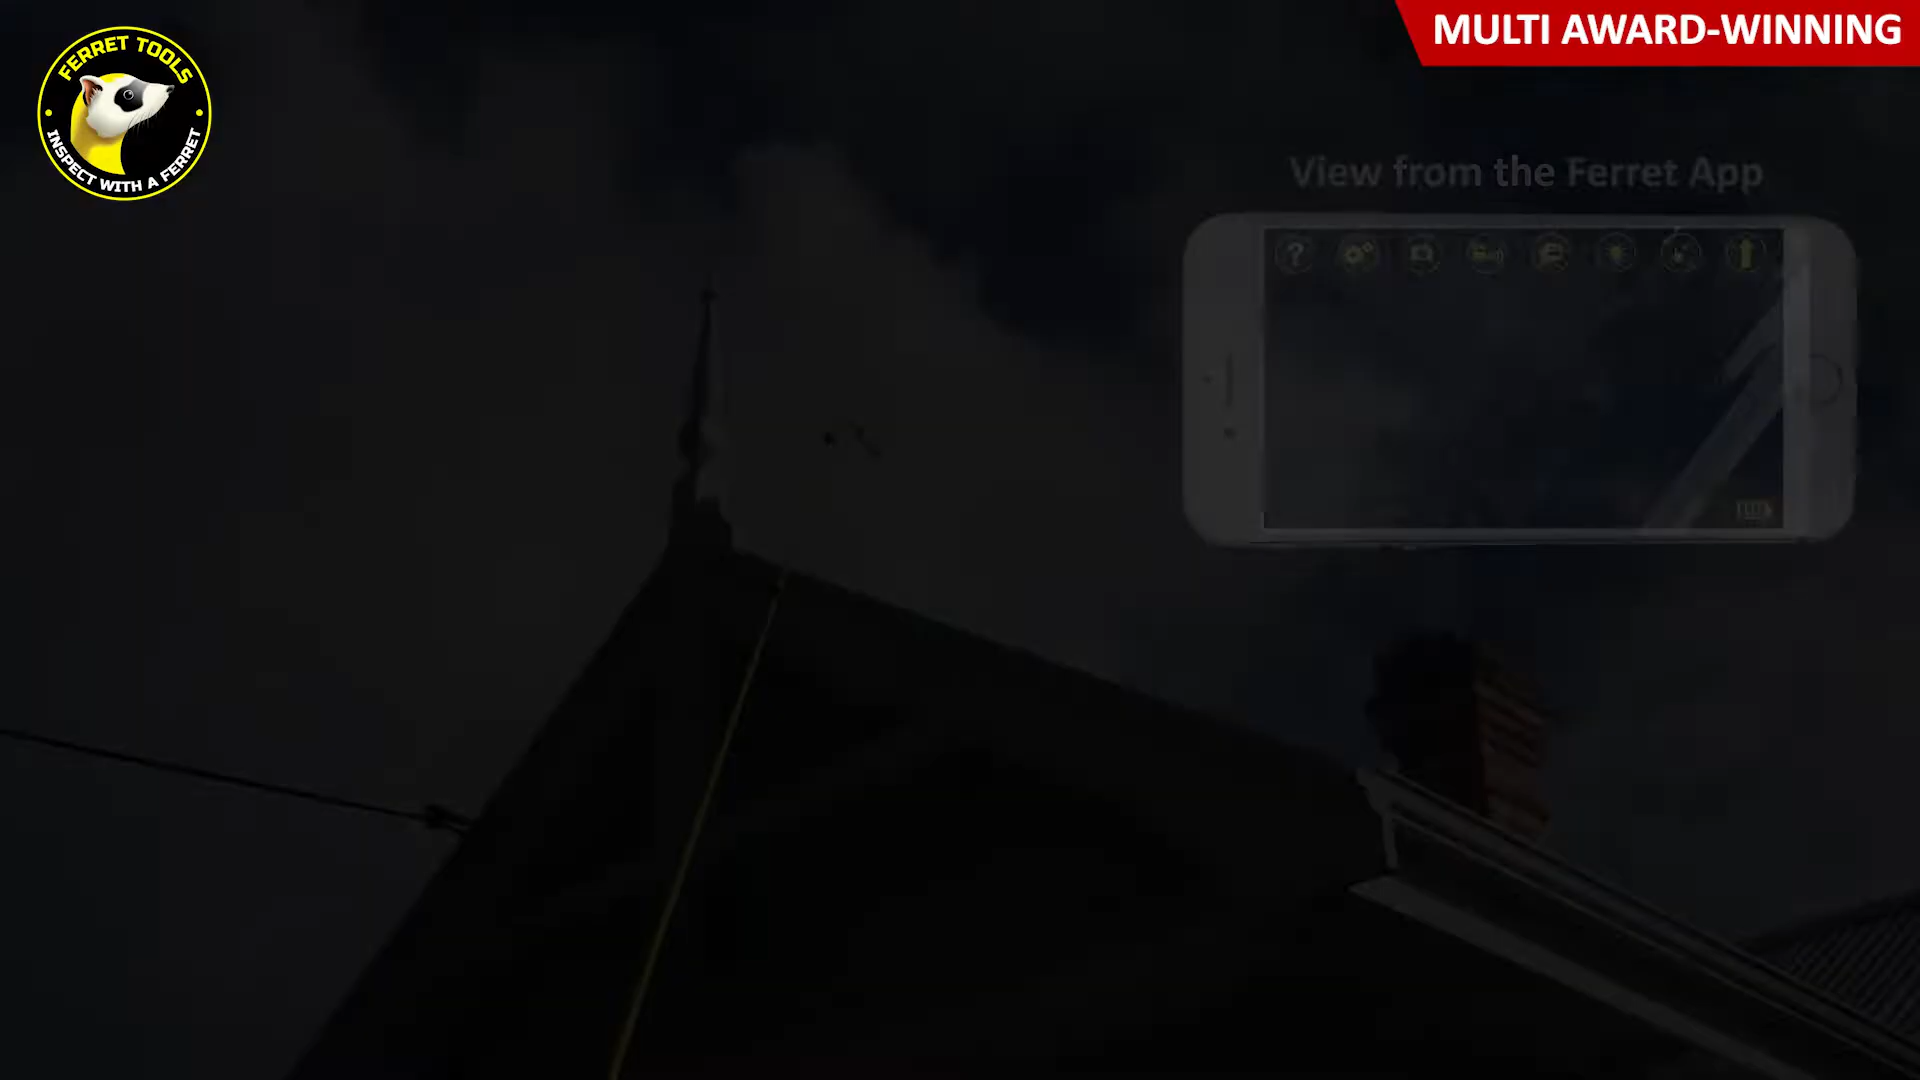 FERRET TOOLS
INSPECT WITH A FERRET
MULTI AWARD-WINNING
View from the Ferret App
?